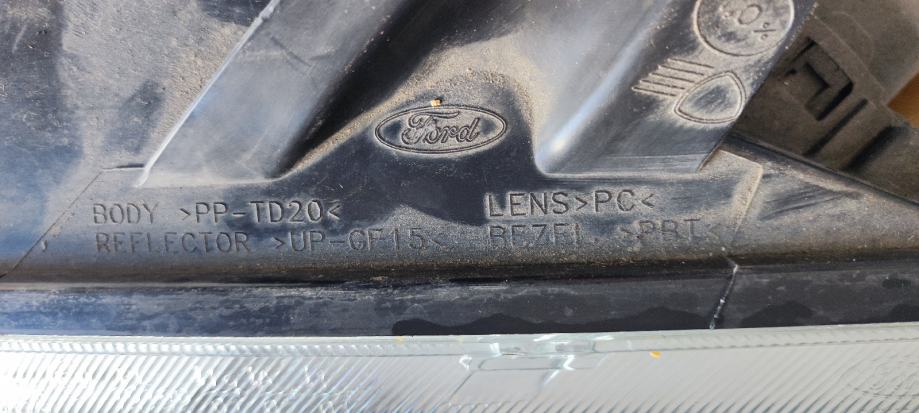 Ford
BODY >PP-TD20< LENS>PC<
REFLECTOR >UP-GF15< BEZEL >PBT<